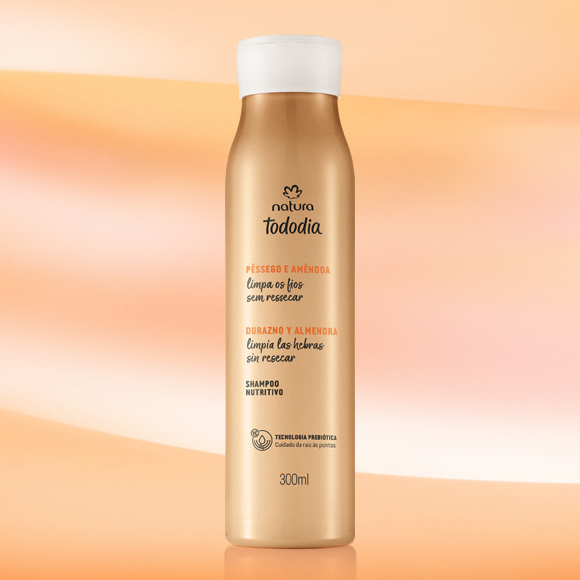 natura
tododia
PÊSSEGO E AMÊNDOA
limpa os fios
sem ressecar
DURAZNO Y ALMENDRA
limpia las hebras
sin resecar
SHAMPOO
NUTRITIVO
TECNOLOGIA PREBIÓTICA
Cuidado da raiz às pontas
300ml